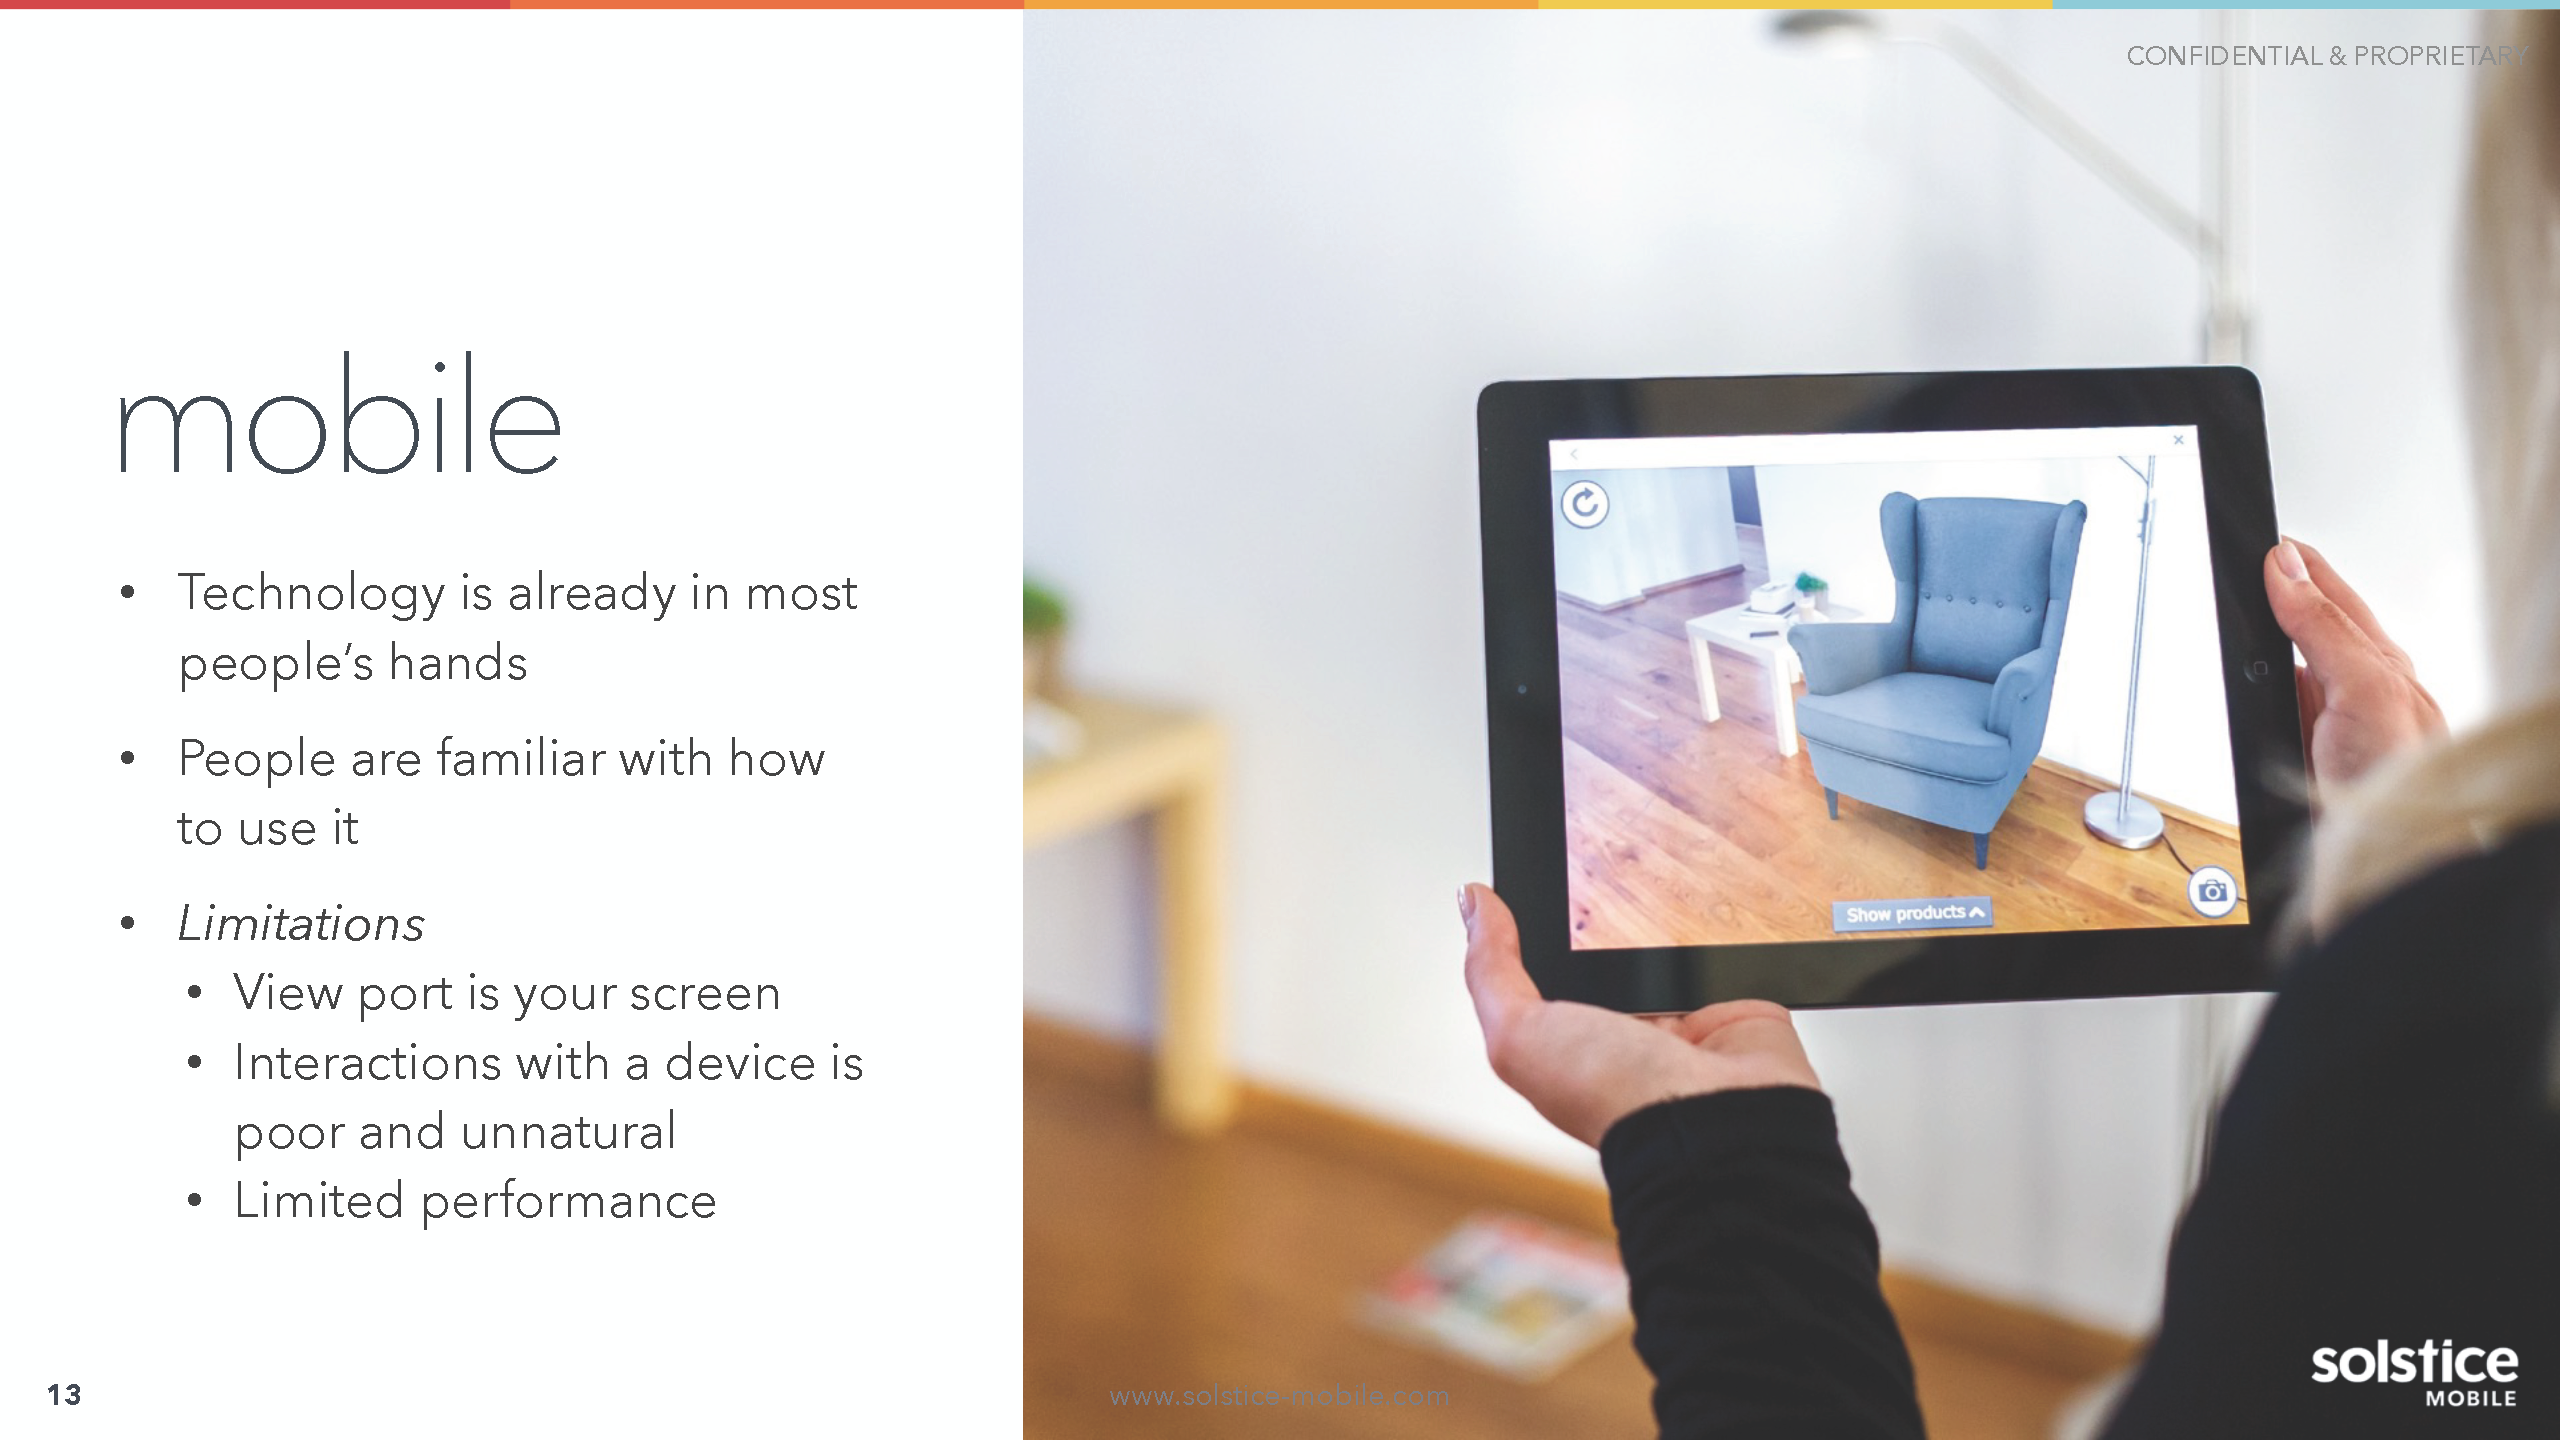 CONFIDENTIAL & PROPRIETARY
mobile
• Technology is already in most
people’s hands
• People are familiar with how
to use it
• Limitations
• View port is your screen
• Interactions with a device is
poor and unnatural
• Limited performance
Show products
13
www.solstice-mobile.com
solstice
MOBILE